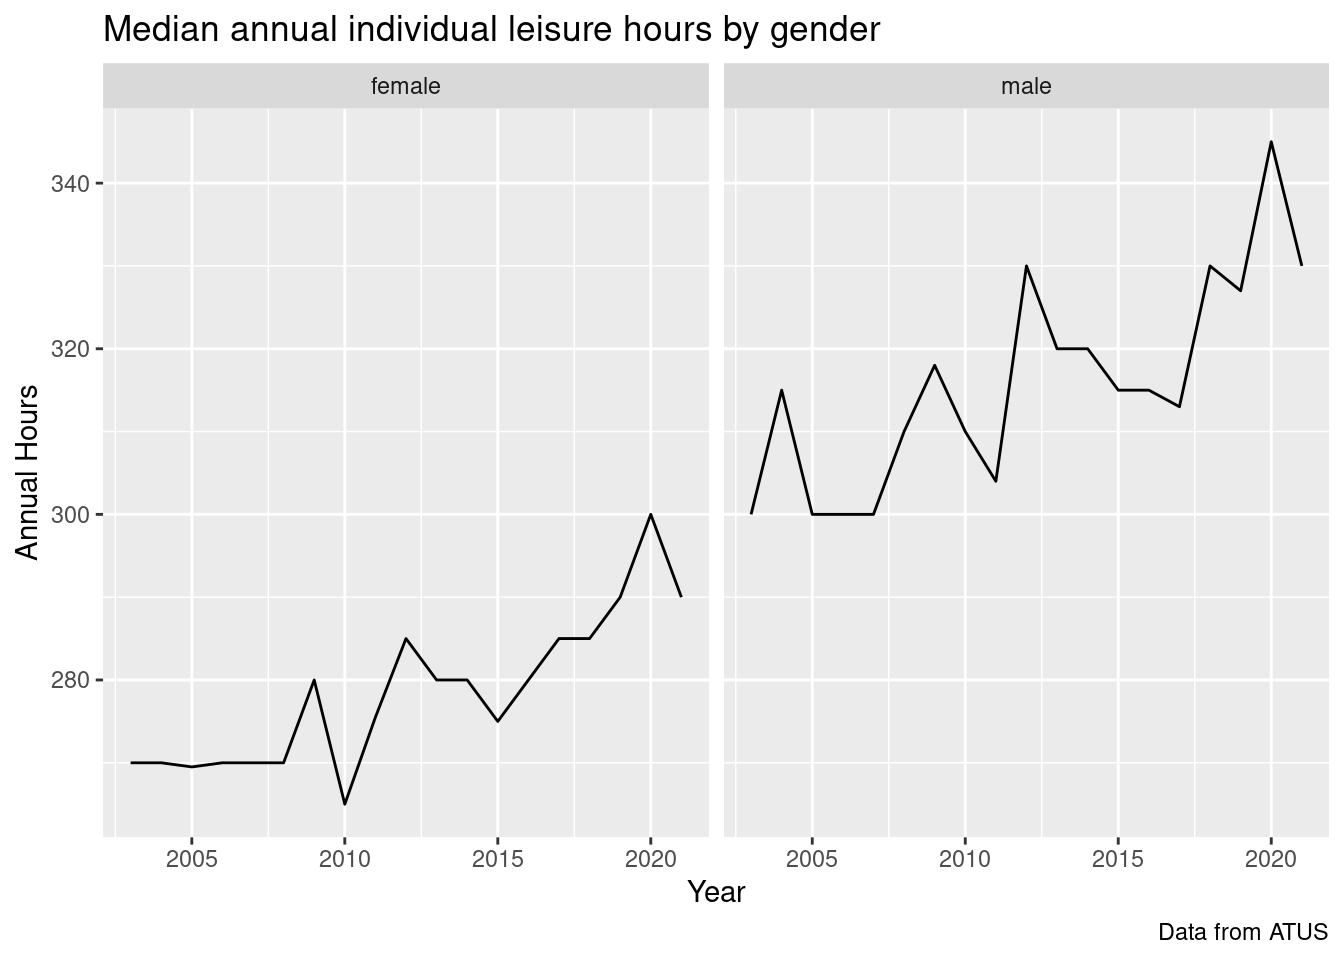 Median annual individual leisure hours by gender
female male
Annual Hours
340
320
300
280
2005 2010 2015 2020 2005 2010 2015 2020
Year
Data from ATUS